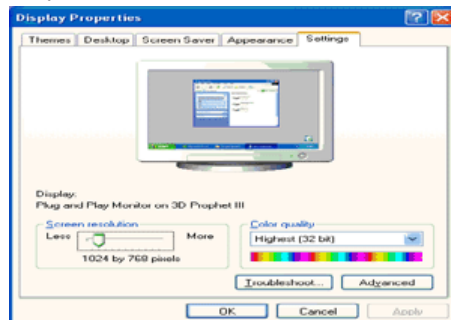 Display Properties
Themes Desktop Screen Saver Appearance Settings
Display:
Plug and Play Monitor on 3D Prophet III
Screen resolution
Less More
1024 by 768 pixels
Color quality
Highest (32 bit)
Troubleshoot... Advanced
OK Cancel Apply